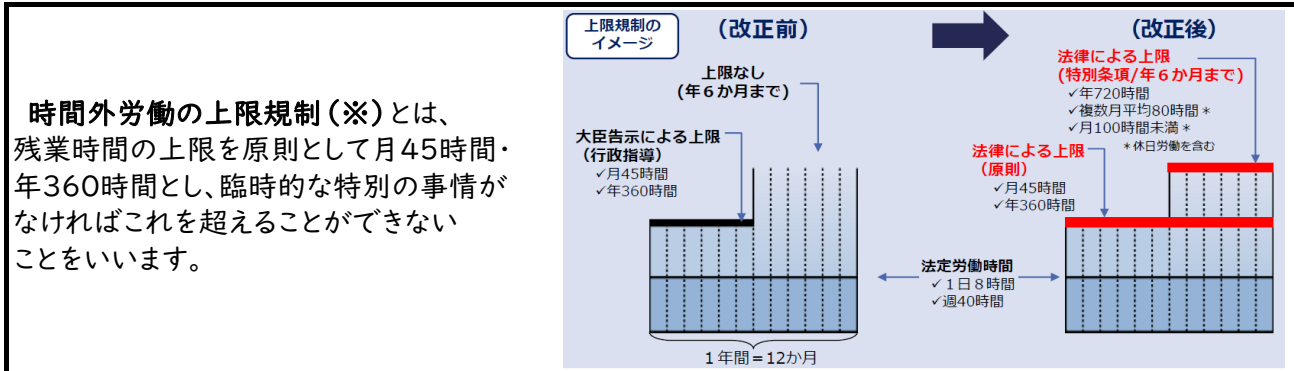 時間外労働の上限規制(※)とは、
残業時間の上限を原則として月45時間・
年360時間とし、臨時的な特別の事情が
なければこれを超えることができない
ことをいいます。
上限規制の
イメージ
(改正前)
上限なし
(年6か月まで)
大臣告示による上限
(行政指導)
✓月45時間
✓年360時間
法定労働時間
✓1日8時間
✓週40時間
1年間=12か月
(改正後)
法律による上限
(特別条項/年6か月まで)
✓年720時間
✓複数月平均80時間*
✓月100時間未満*
*休日労働を含む
法律による上限
(原則)
✓月45時間
✓年360時間